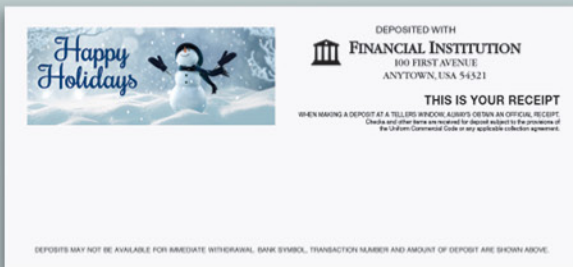 Happy
Holidays
DEPOSITED WITH
FINANCIAL INSTITUTION
100 FIRST AVENUE
ANYTOWN, USA 54321
THIS IS YOUR RECEIPT
WHEN MAKING A DEPOSIT AT A TELLERS WINDOW, ALWAYS OBTAIN AN OFFICIAL RECEIPT.
Checks and other items are received for deposit subject to the provisions of
the Uniform Commercial Code or any applicable collection agreement.
DEPOSITS MAY NOT BE AVAILABLE FOR IMMEDIATE WITHDRAWAL. BANK SYMBOL, TRANSACTION NUMBER AND AMOUNT OF DEPOSIT ARE SHOWN ABOVE.